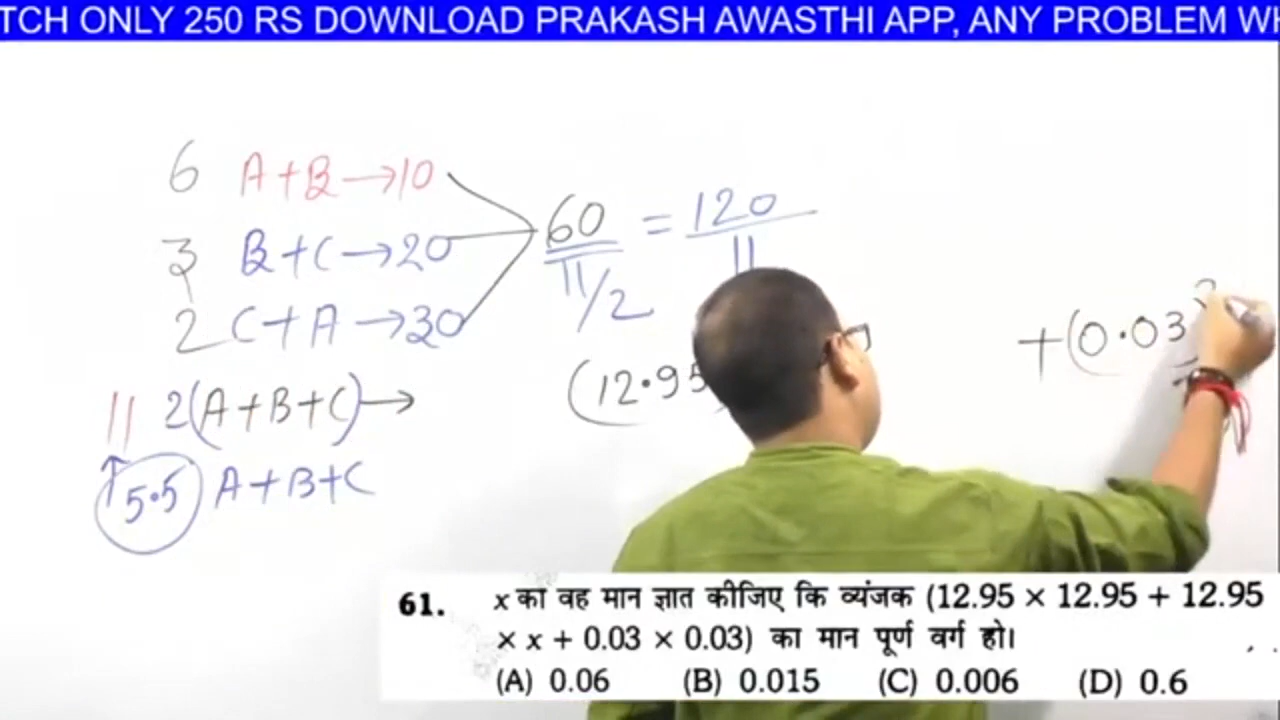 TCH ONLY 250 RS DOWNLOAD PRAKASH AWASTHI APP, ANY PROBLEM WH
6 A+B→10
3 B+C→20
2 C+A→30
60/11/2 = 120/11
11 2(A+B+C)→
5.5 A+B+C
(12.95
+(0.03
61. x का वह मान ज्ञात कीजिए कि व्यंजक (12.95 × 12.95 + 12.95
× x + 0.03 × 0.03) का मान पूर्ण वर्ग हो।
(A) 0.06 (B) 0.015 (C) 0.006 (D) 0.6